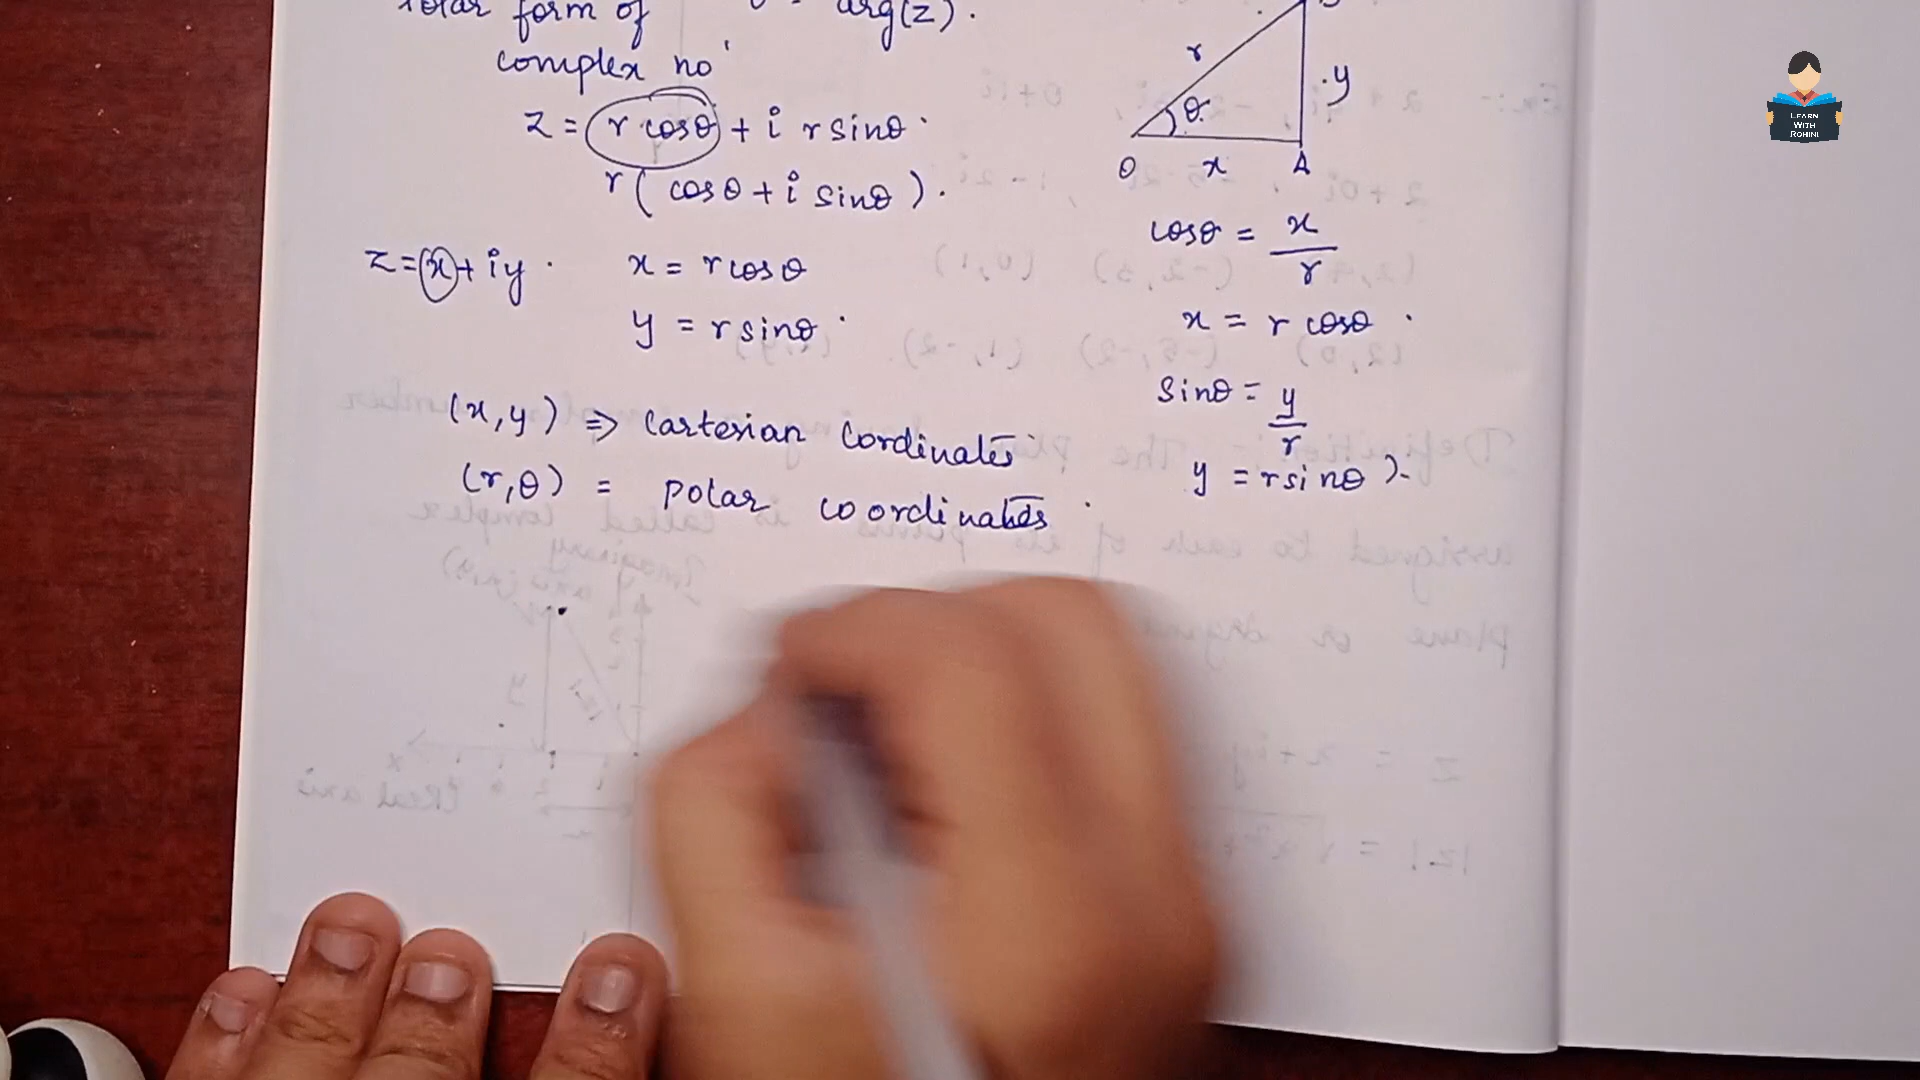 Polar form of θ = arg(z).
complex no'
z = r cosθ + i r sinθ.
r ( cosθ + i sinθ ).
z = x + iy .
x = r cosθ
y = r sinθ .
(x, y) ⇒ Cartesian Cordinates
(r, θ) = polar coordinates .
r
θ
y
O x A
cosθ = x/r
x = r cosθ .
sinθ = y/r
y = r sinθ ).
LEARN
WITH
ROHINI